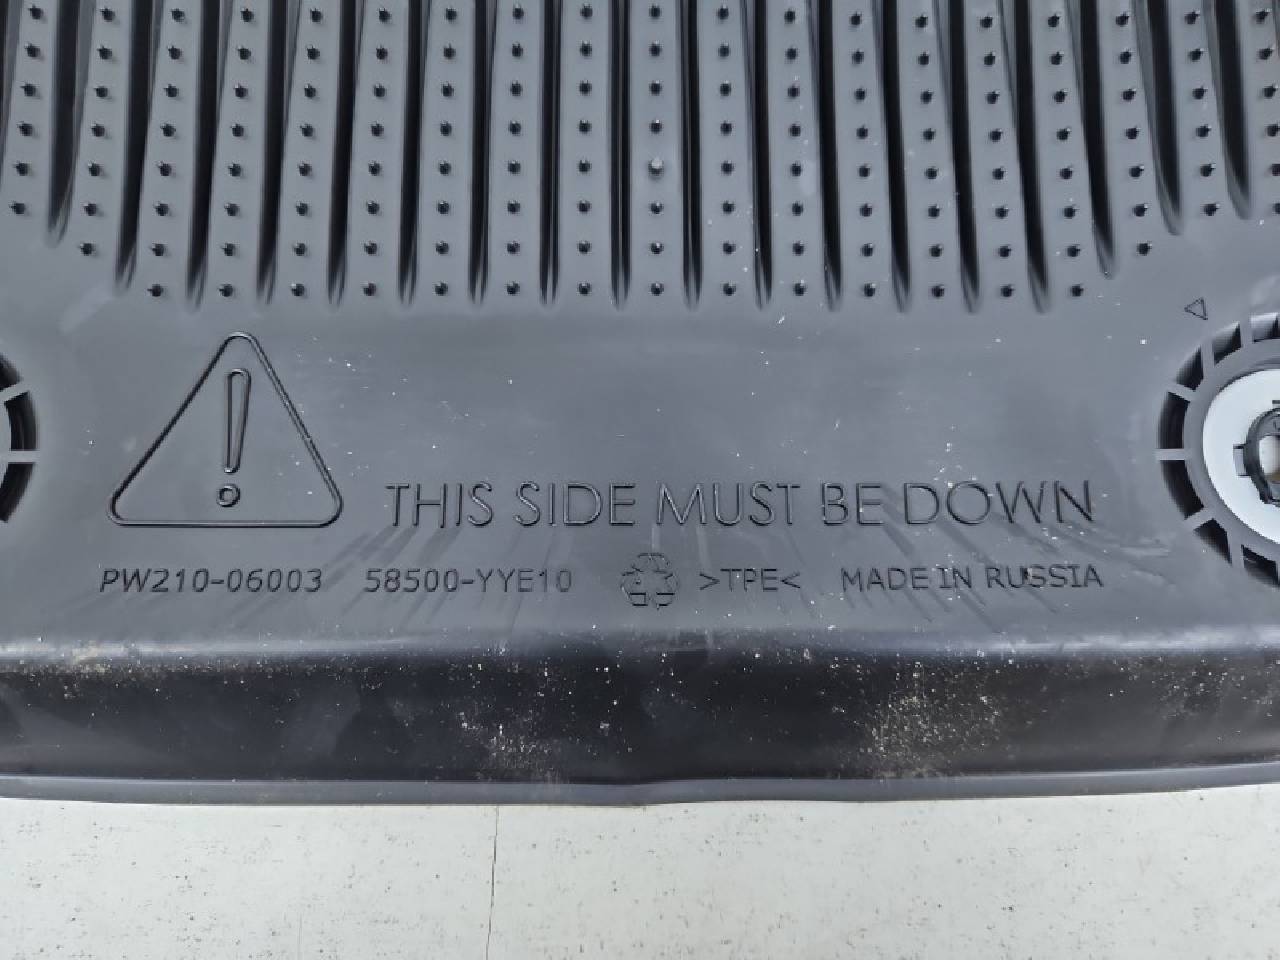 THIS SIDE MUST BE DOWN
PW210-06003 58500-YYE10 >TPE< MADE IN RUSSIA